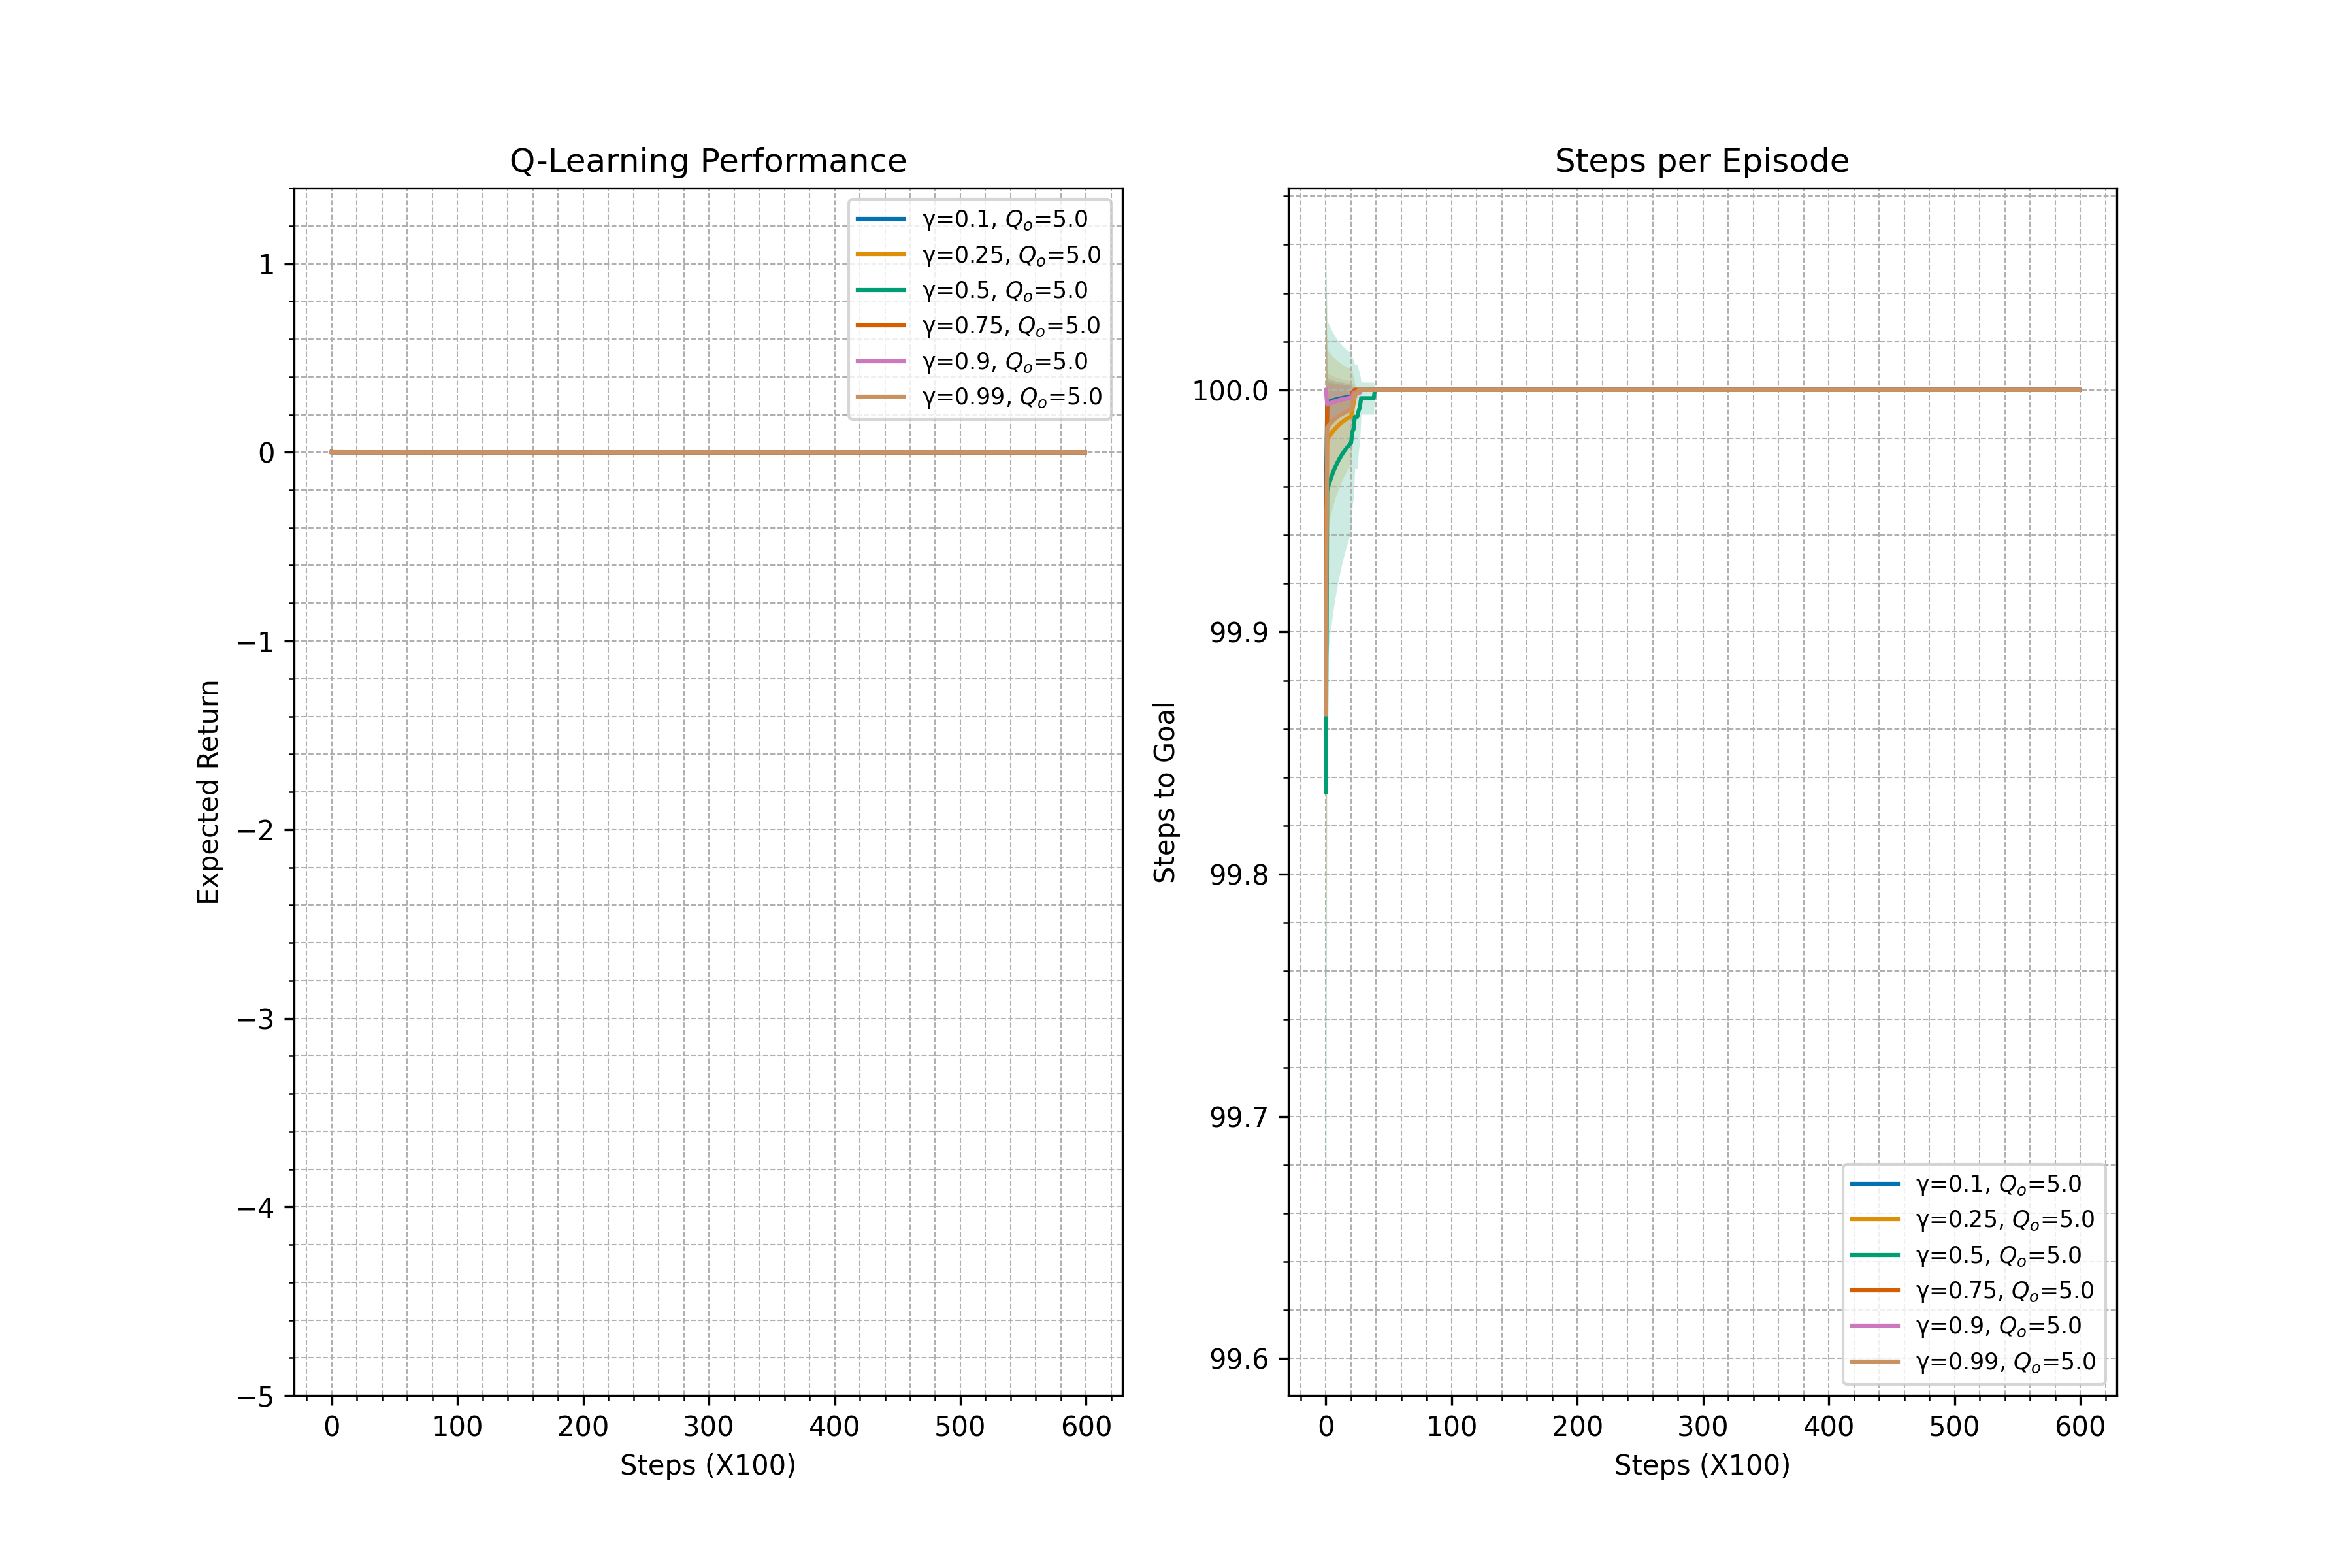 Q-Learning Performance
γ=0.1, Qo=5.0
γ=0.25, Qo=5.0
γ=0.5, Qo=5.0
γ=0.75, Qo=5.0
γ=0.9, Qo=5.0
γ=0.99, Qo=5.0
1
0
−1
−2
−3
−4
−5
Expected Return
0 100 200 300 400 500 600
Steps (X100)
Steps per Episode
100.0
99.9
99.8
99.7
99.6
Steps to Goal
γ=0.1, Qo=5.0
γ=0.25, Qo=5.0
γ=0.5, Qo=5.0
γ=0.75, Qo=5.0
γ=0.9, Qo=5.0
γ=0.99, Qo=5.0
0 100 200 300 400 500 600
Steps (X100)